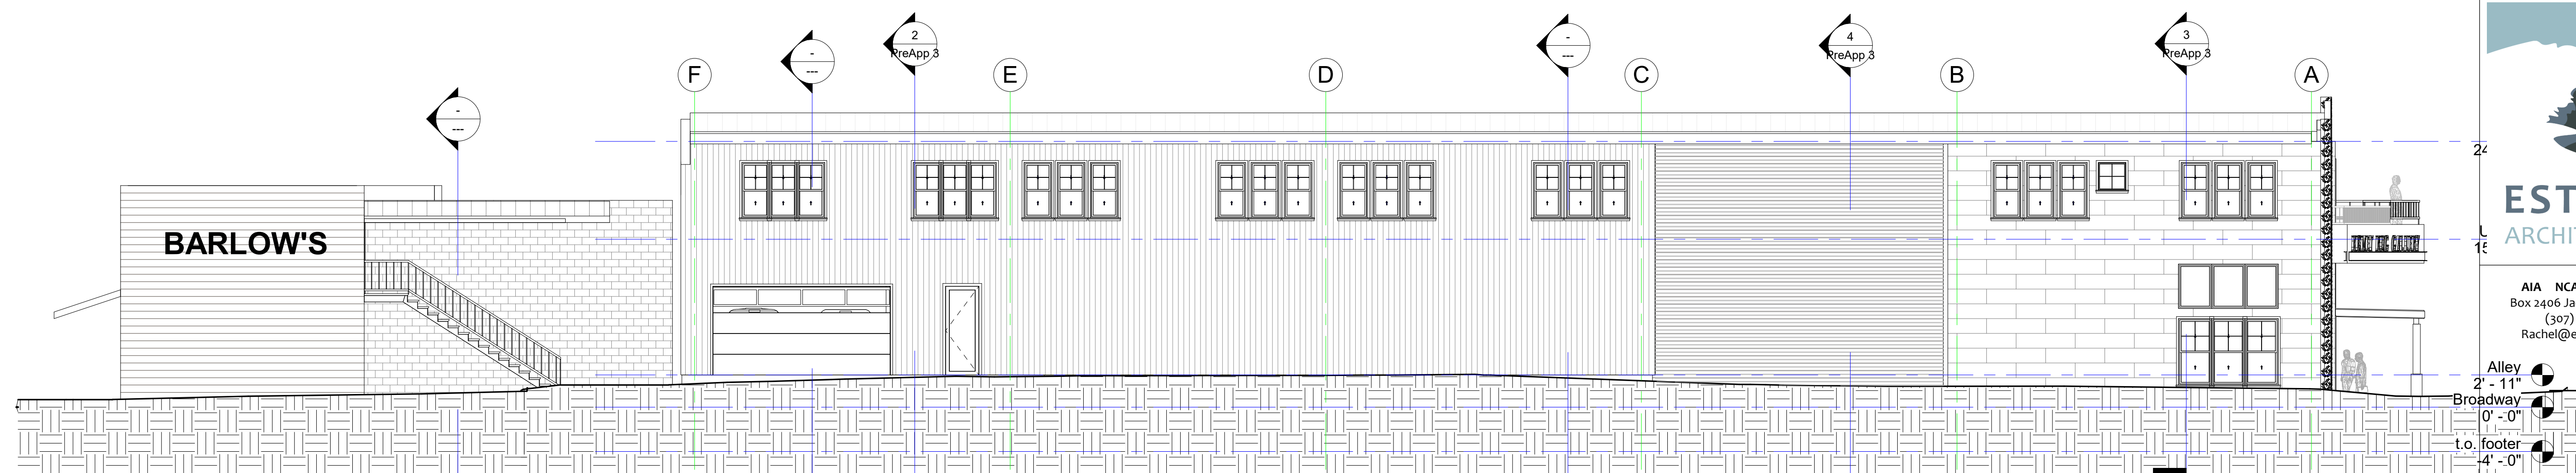 2
PreApp 3
-
---
4
PreApp 3
3
PreApp 3
-
---
-
---
F
E
D
C
B
A
24
BARLOW'S
15
EST
ARCHI
AIA NCA
Box 2406 Ja
(307)
Rachel@e
Alley
2' - 11"
Broadway
0' - 0"
t.o. footer
-4' - 0"